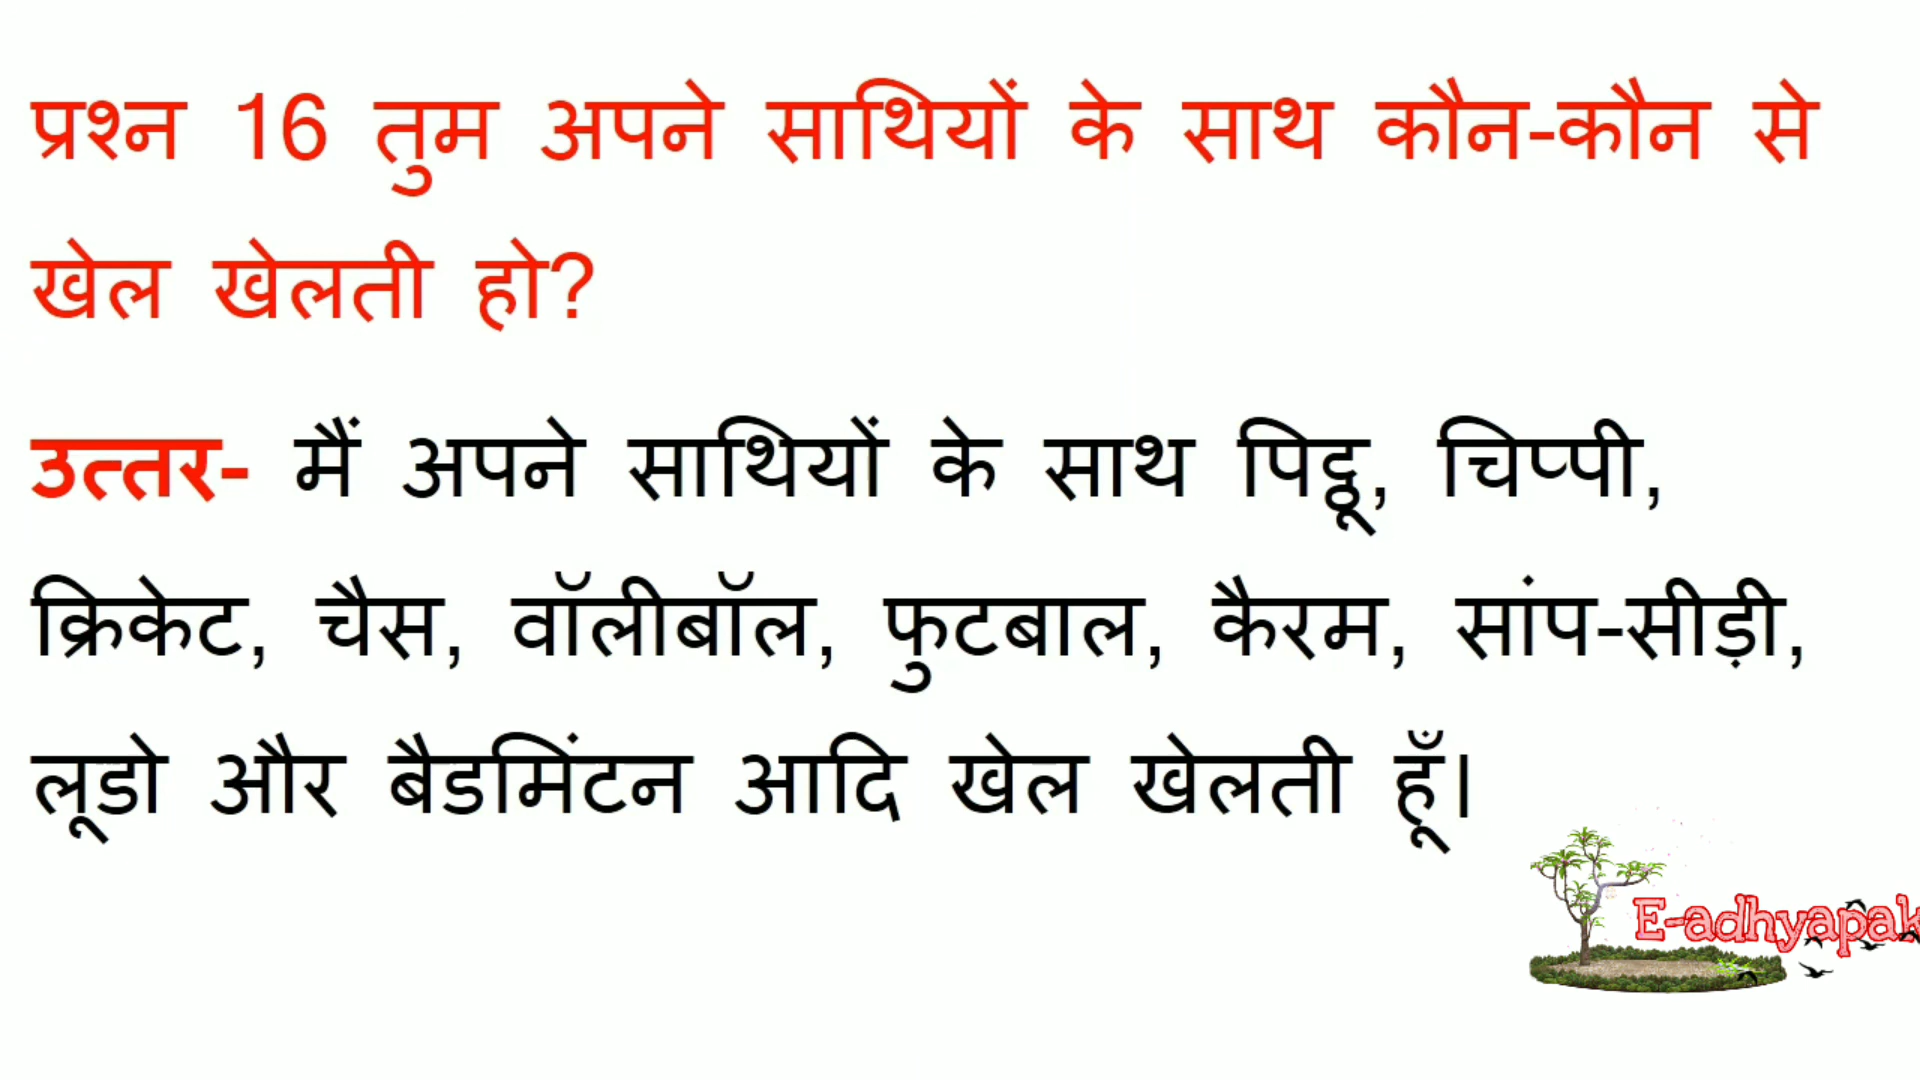 प्रश्न 16 तुम अपने साथियों के साथ कौन-कौन से
खेल खेलती हो?
उत्तर- मैं अपने साथियों के साथ पिट्ठू, चिप्पी,
क्रिकेट, चैस, वॉलीबॉल, फुटबाल, कैरम, सांप-सीड़ी,
लूडो और बैडमिंटन आदि खेल खेलती हूँ।
E-adhyapak